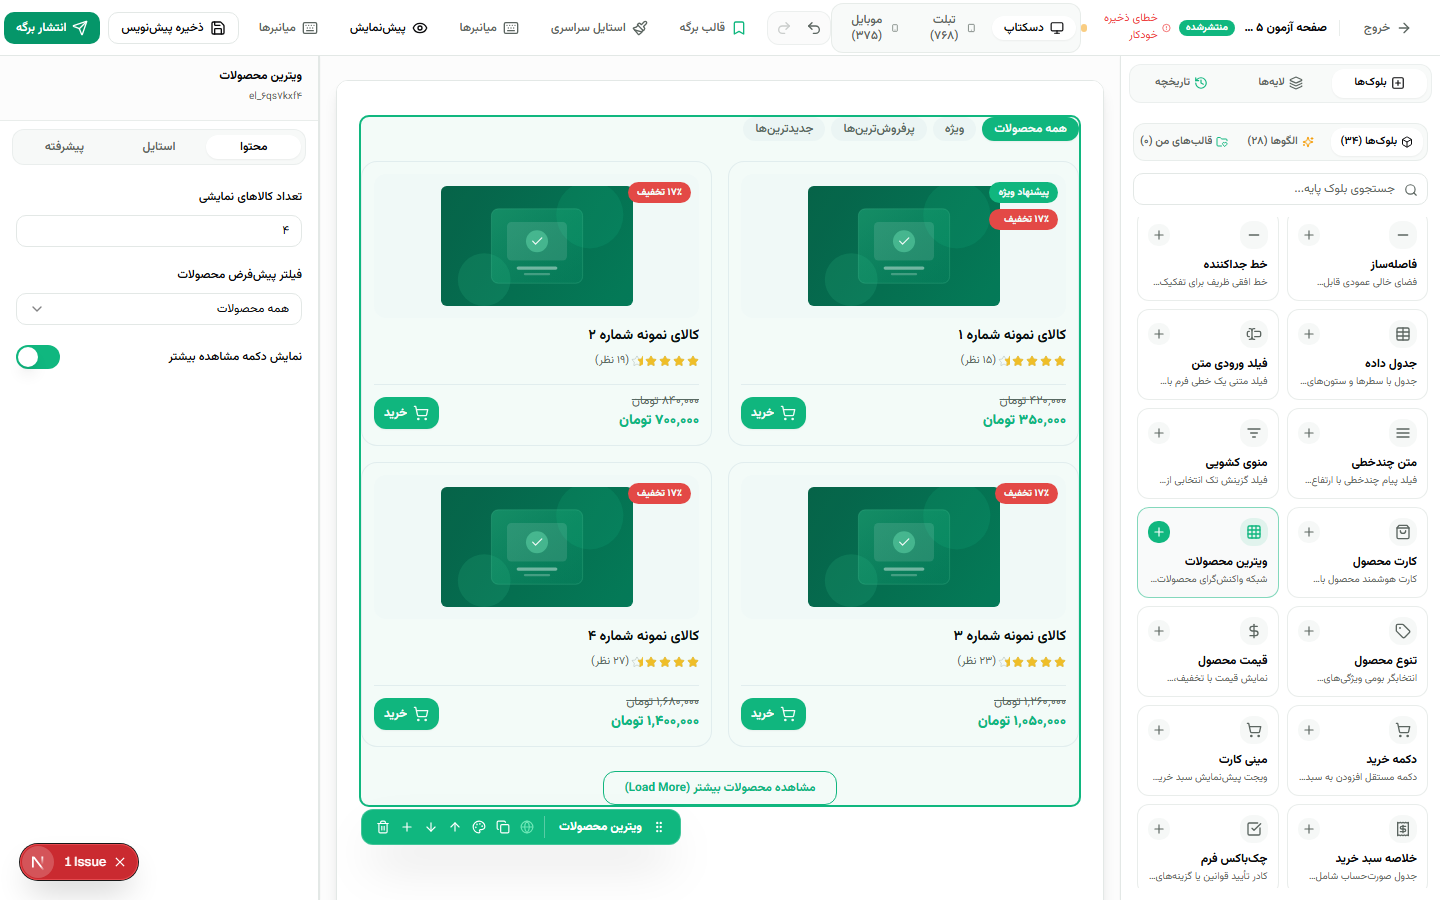 خروج
صفحه آزمون ۵ ...
منتشرشده
خطای ذخیره
خودکار
دسکتاپ
تبلت
(۷۶۸)
موبایل
(۳۷۵)
قالب برگه
استایل سراسری
میانبرها
پیش‌نمایش
میانبرها
ذخیره پیش‌نویس
انتشار برگه
بلوک‌ها
لایه‌ها
تاریخچه
بلوک‌ها (۳۴)
الگوها (۲۸)
قالب‌های من (۰)
جستجوی بلوک پایه...
فاصله‌ساز
فضای خالی عمودی قابل...
خط جداکننده
خط افقی ظریف برای تفکیک...
جدول داده
جدول با سطرها و ستون‌های...
فیلد ورودی متن
فیلد متنی یک خطی فرم با...
متن چندخطی
فیلد پیام چندخطی با ارتفاع...
منوی کشویی
فیلد گزینش تک انتخابی از...
کارت محصول
کارت هوشمند محصول با...
ویترین محصولات
شبکه واکنش‌گرای محصولات...
تنوع محصول
انتخابگر بومی ویژگی‌های...
قیمت محصول
نمایش قیمت با تخفیف،...
دکمه خرید
دکمه مستقل افزودن به سبد...
مینی کارت
ویجت پیش‌نمایش سبد خرید...
خلاصه سبد خرید
جدول صورت‌حساب شامل...
چک‌باکس فرم
کادر تأیید قوانین یا گزینه‌های...
همه محصولات
ویژه
پرفروش‌ترین‌ها
جدیدترین‌ها
پیشنهاد ویژه
۱۷٪ تخفیف
کالای نمونه شماره ۱
(۱۵ نظر)
۴۲۰,۰۰۰ تومان
۳۵۰,۰۰۰ تومان
خرید
۱۷٪ تخفیف
کالای نمونه شماره ۲
(۱۹ نظر)
۸۴۰,۰۰۰ تومان
۷۰۰,۰۰۰ تومان
خرید
۱۷٪ تخفیف
کالای نمونه شماره ۳
(۲۳ نظر)
۱,۲۶۰,۰۰۰ تومان
۱,۰۵۰,۰۰۰ تومان
خرید
۱۷٪ تخفیف
کالای نمونه شماره ۴
(۲۷ نظر)
۱,۶۸۰,۰۰۰ تومان
۱,۴۰۰,۰۰۰ تومان
خرید
مشاهده محصولات بیشتر (Load More)
ویترین محصولات
ویترین محصولات
el_۶qs۷kxf۴
محتوا
استایل
پیشرفته
تعداد کالاهای نمایشی
۴
فیلتر پیش‌فرض محصولات
همه محصولات
نمایش دکمه مشاهده بیشتر
N
1 Issue